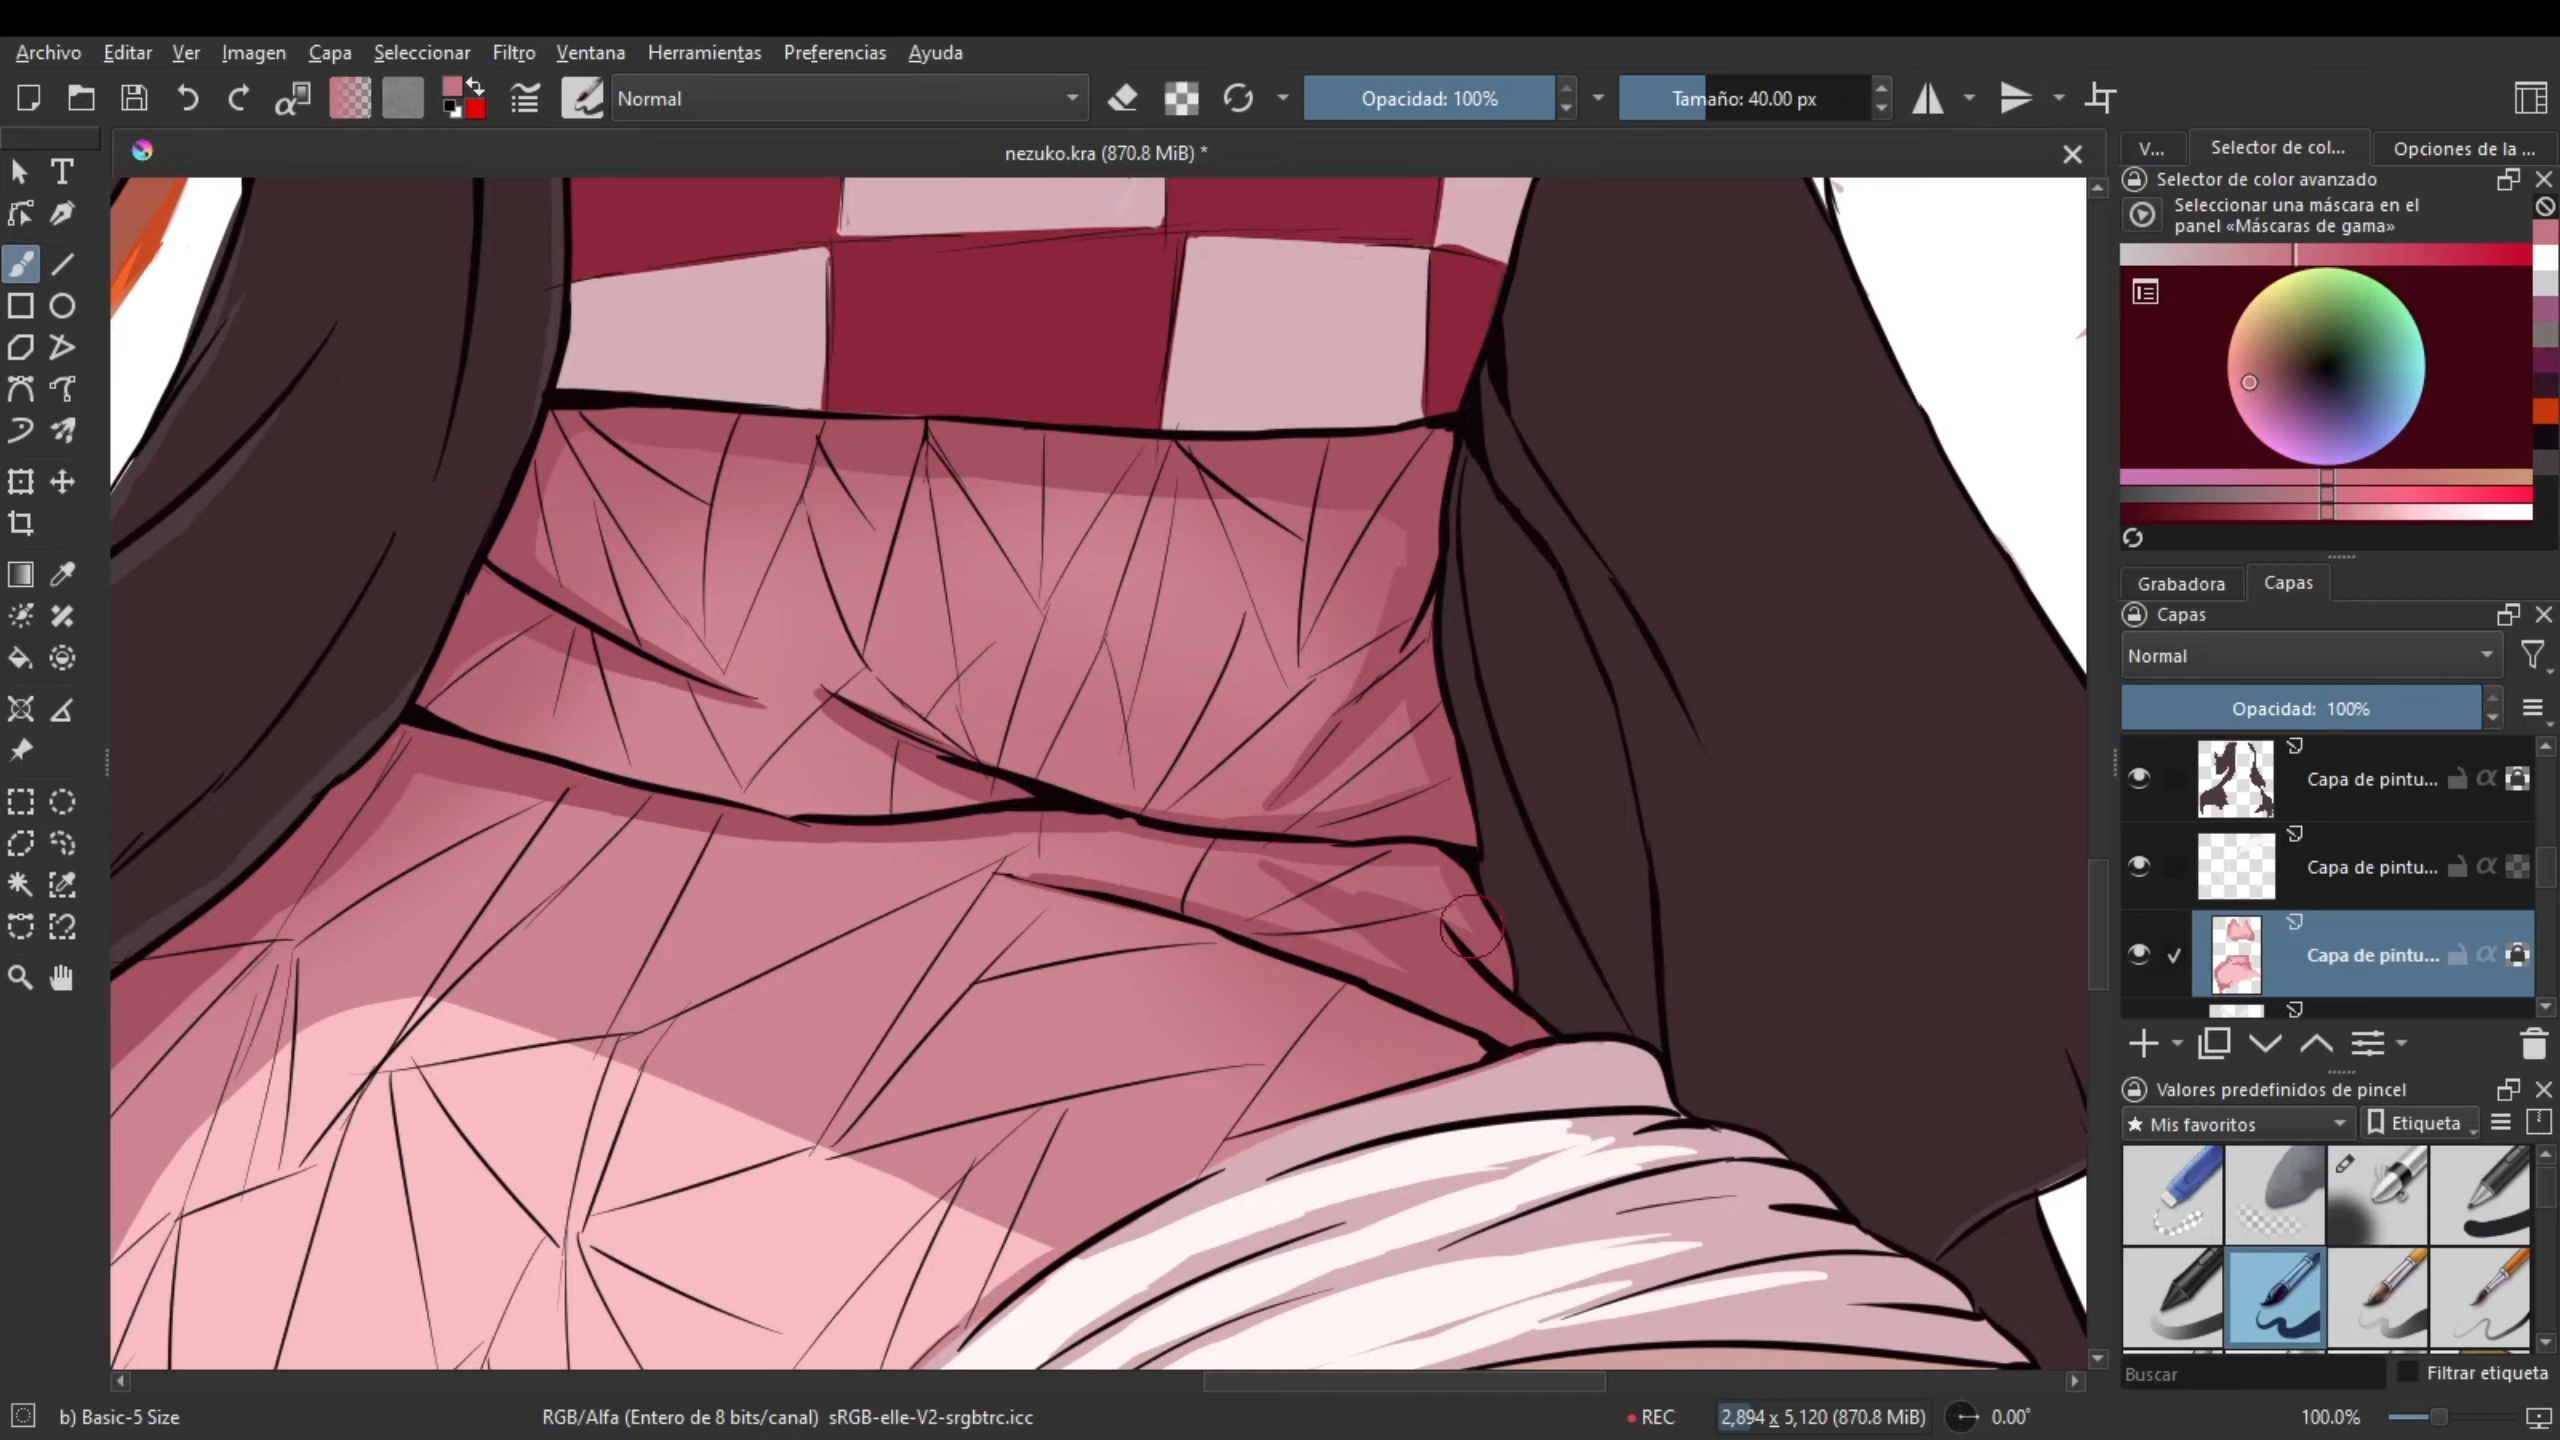 Archivo Editar Ver Imagen Capa Seleccionar Filtro Ventana Herramientas Preferencias Ayuda
Normal Opacidad: 100% Tamaño: 40.00 px
nezuko.kra (870.8 MiB) *
V... Selector de col... Opciones de la ...
Selector de color avanzado
Seleccionar una máscara en el
panel «Máscaras de gama»
Grabadora Capas
Capas
Normal
Opacidad: 100%
Capa de pintu...
Capa de pintu...
Capa de pintu...
Valores predefinidos de pincel
★ Mis favoritos Etiqueta
Buscar Filtrar etiqueta
b) Basic-5 Size RGB/Alfa (Entero de 8 bits/canal) sRGB-elle-V2-srgbtrc.icc REC 2,894 x 5,120 (870.8 MiB) 0.00° 100.0%